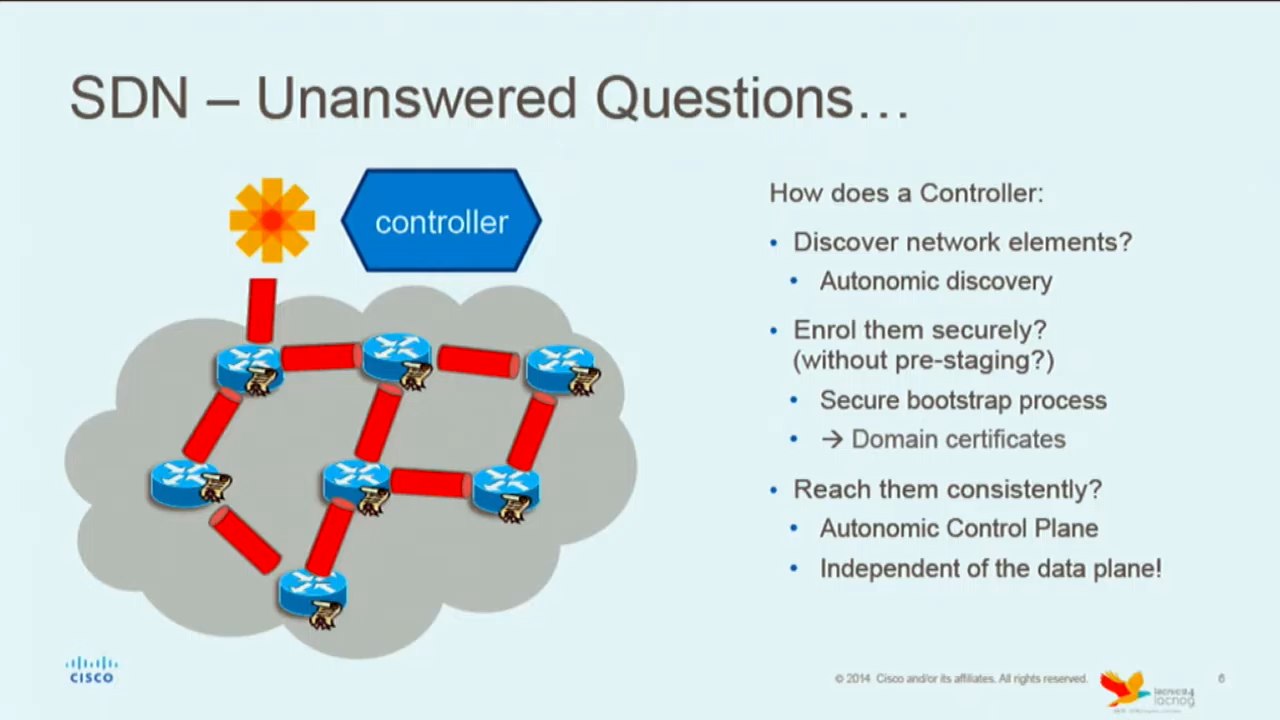 SDN – Unanswered Questions…
controller
How does a Controller:
• Discover network elements?
• Autonomic discovery
• Enrol them securely?
(without pre-staging?)
• Secure bootstrap process
• → Domain certificates
• Reach them consistently?
• Autonomic Control Plane
• Independent of the data plane!
CISCO
© 2014 Cisco and/or its affiliates. All rights reserved.
lacnog
6